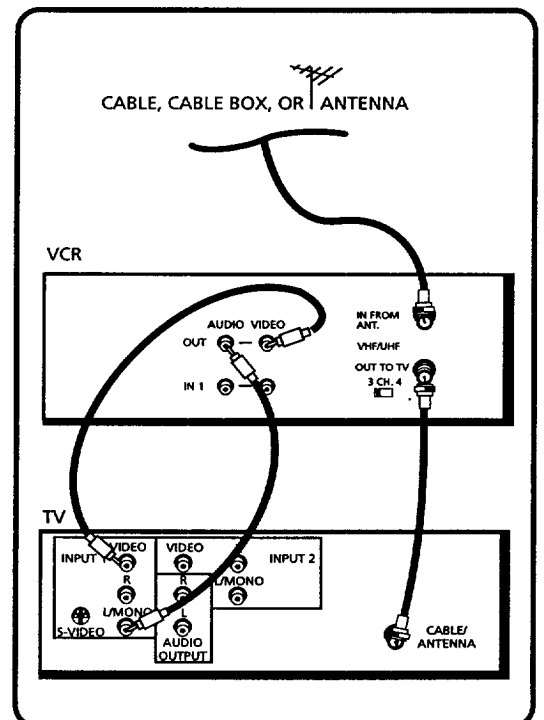 CABLE, CABLE BOX, OR ANTENNA
VCR
AUDIO VIDEO
OUT
IN 1
IN FROM
ANT.
VHF/UHF
OUT TO TV
3 CH. 4
TV
INPUT 1
VIDEO
R
L/MONO
S-VIDEO
VIDEO
INPUT 2
R
L/MONO
L
AUDIO
OUTPUT
CABLE/
ANTENNA